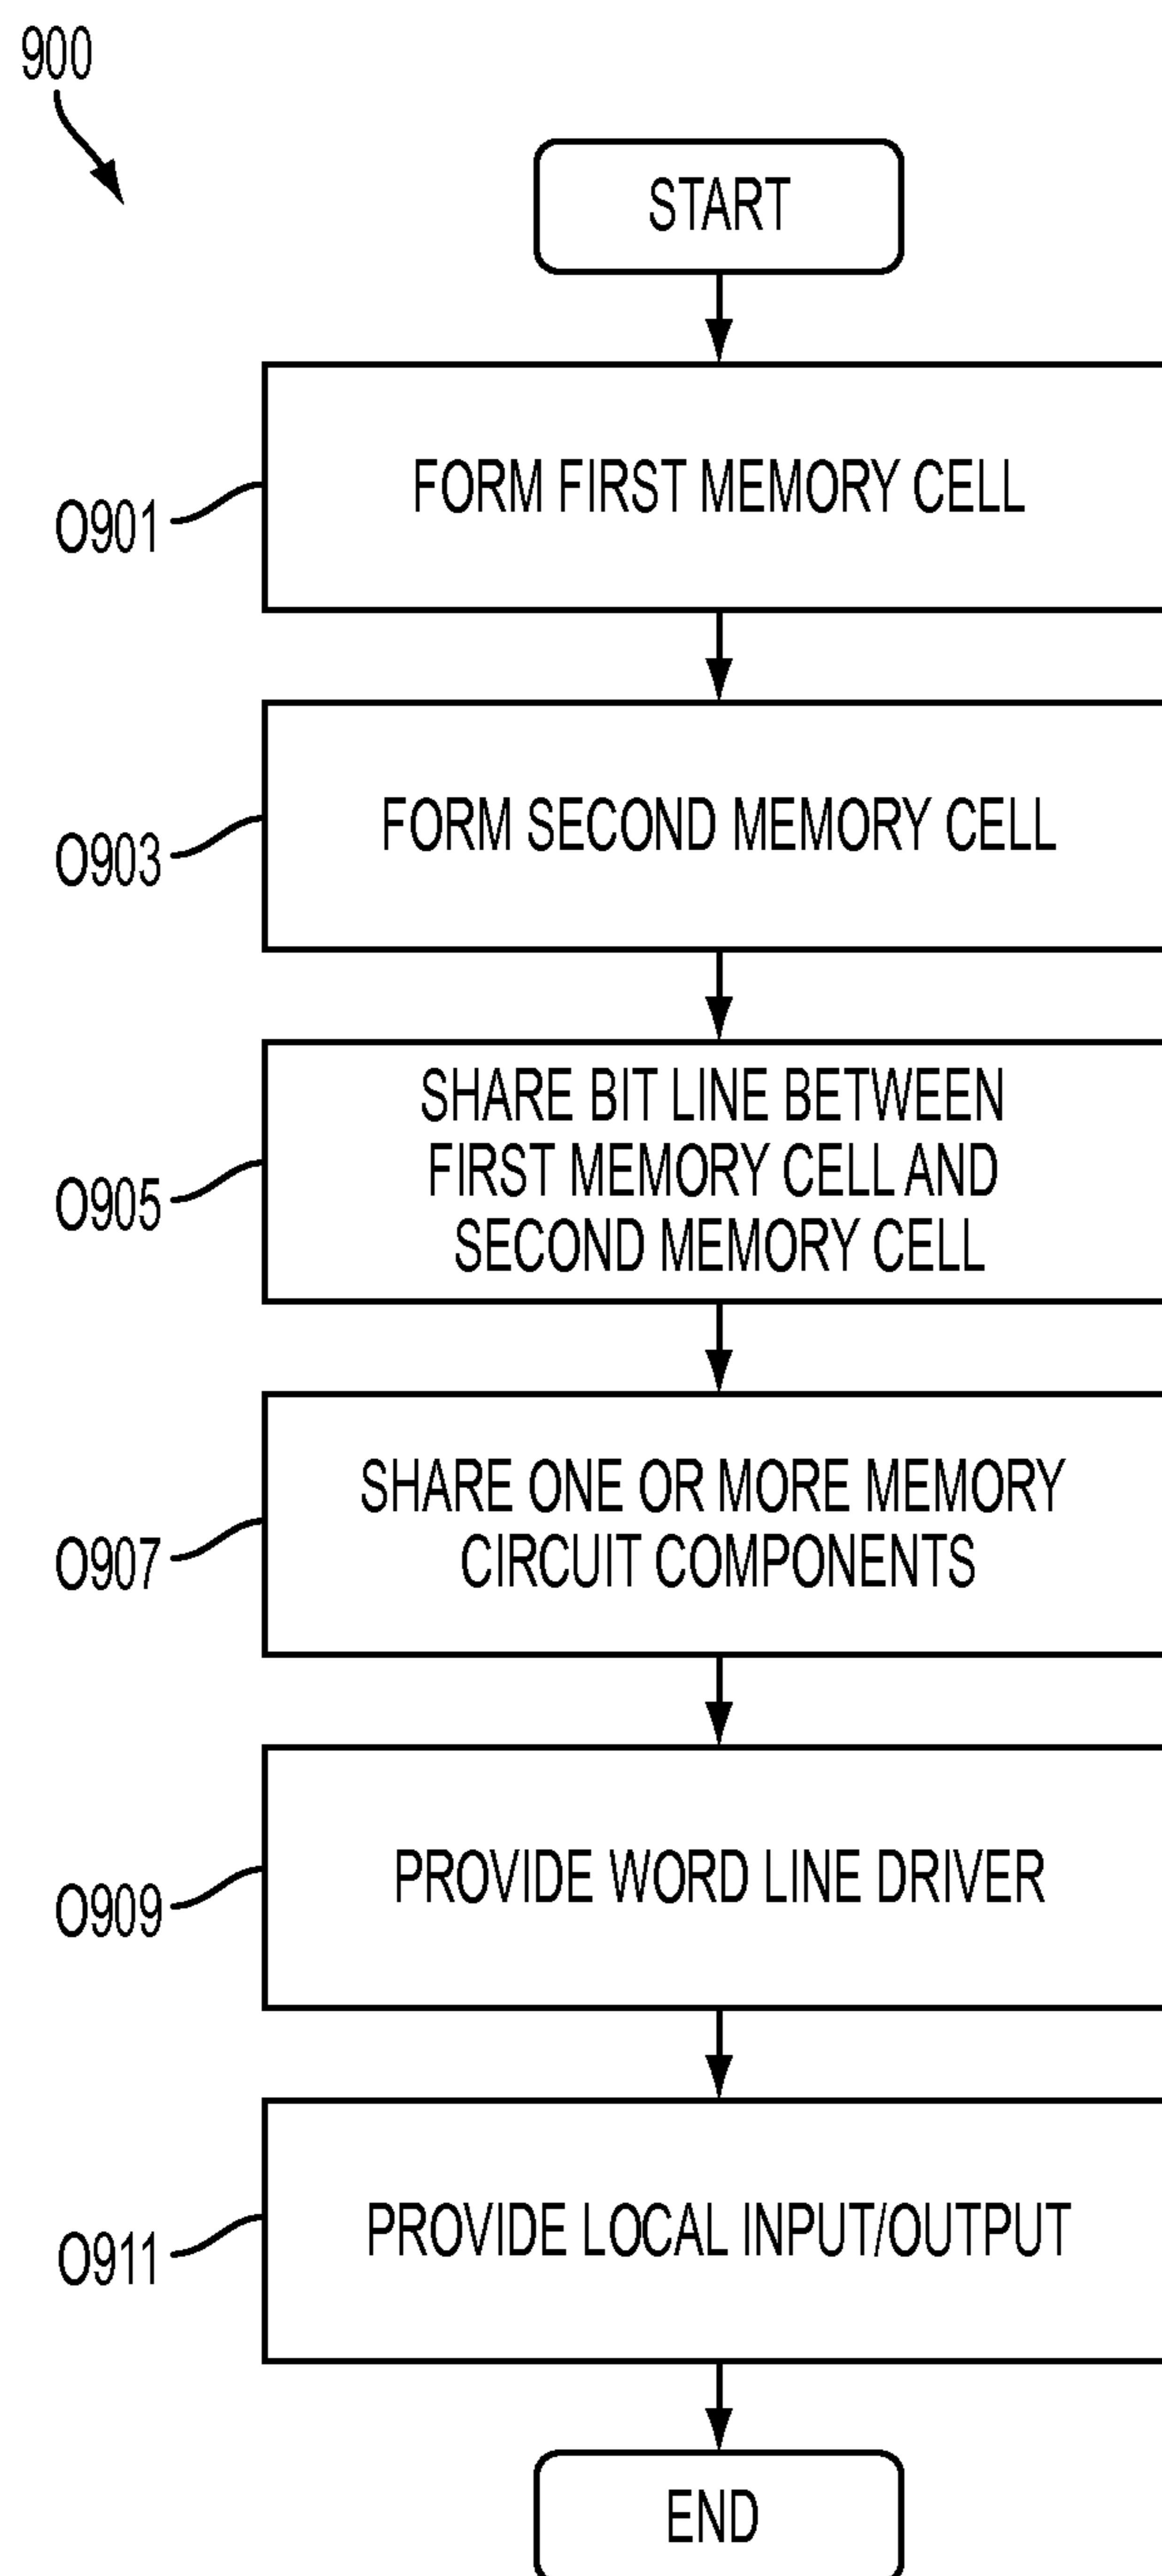 900
START
FORM FIRST MEMORY CELL
O901
FORM SECOND MEMORY CELL
O903
SHARE BIT LINE BETWEEN
FIRST MEMORY CELL AND
SECOND MEMORY CELL
O905
SHARE ONE OR MORE MEMORY
CIRCUIT COMPONENTS
O907
PROVIDE WORD LINE DRIVER
O909
PROVIDE LOCAL INPUT/OUTPUT
O911
END